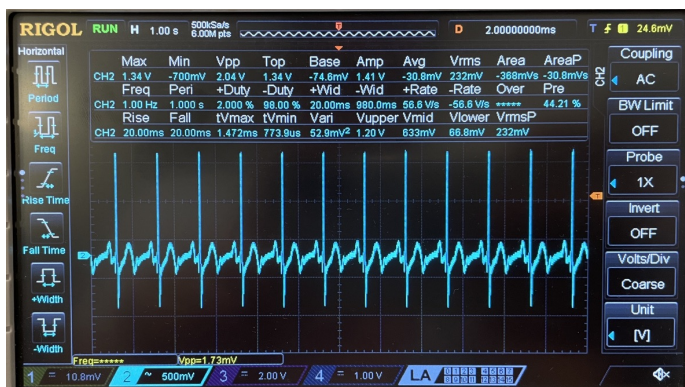 RIGOL RUN H 1.00 s 500kSa/s 6.00M pts D 2.00000000ms T 1 24.6mV
Horizontal
Period
Freq
Rise Time
Fall Time
+Width
-Width
Max Min Vpp Top Base Amp Avg Vrms Area AreaP
CH2 1.34 V -700mV 2.04 V 1.34 V -74.6mV 1.41 V -30.8mV 232mV -368mVs -30.8mVs
Freq Peri +Duty -Duty +Wid -Wid +Rate -Rate Over Pre
CH2 1.00 Hz 1.000 s 2.000 % 98.00 % 20.00ms 980.0ms 56.6 V/s -56.6 V/s ***** 44.21 %
Rise Fall tVmax tVmin Vari Vupper Vmid Vlower VrmsP
CH2 20.00ms 20.00ms 1.472ms 773.9us 52.9mV² 1.20 V 633mV 66.8mV 232mV
T
2
CH2
Coupling
AC
BW Limit
OFF
Probe
1X
Invert
OFF
Volts/Div
Coarse
Unit
[V]
Freq=***** Vpp=1.73mV
1 = 10.8mV 2 ~ 500mV 3 = 2.00 V 4 = 1.00 V LA